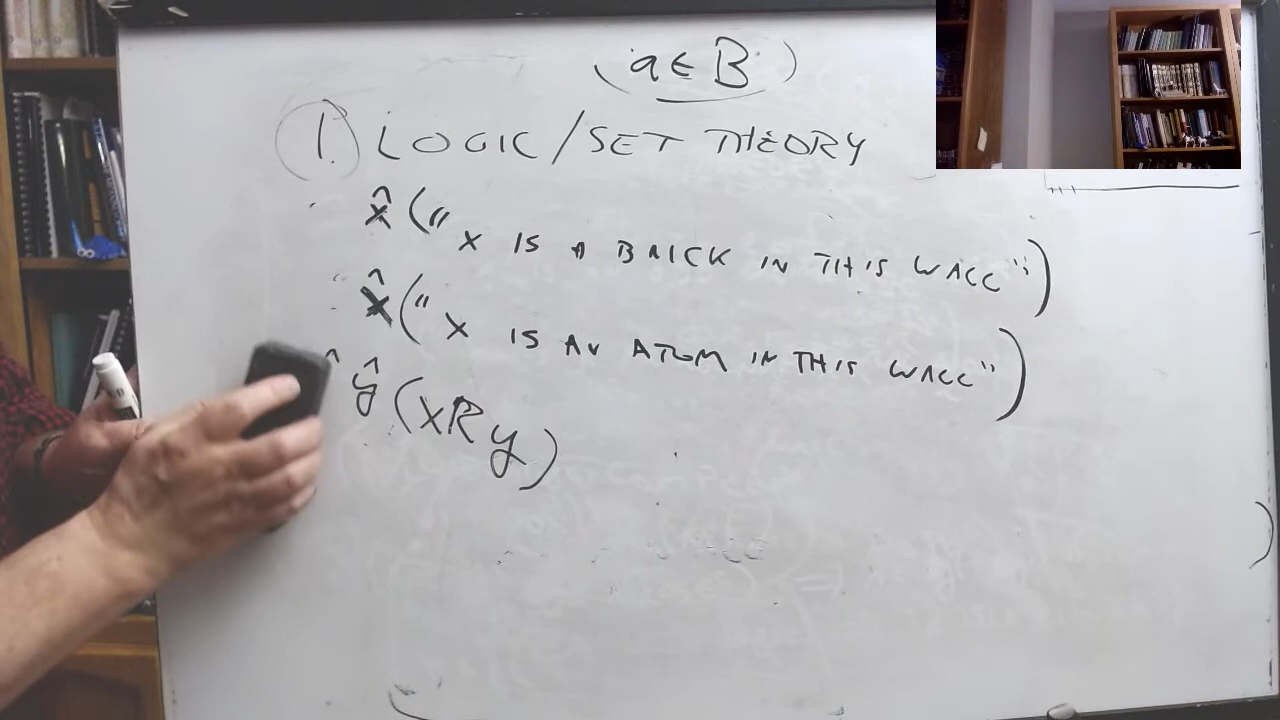 (a ∈ B)
1. LOGIC / SET THEORY
x̂ ("x IS A BRICK IN THIS WALL")
x̂ ("x IS AN ATOM IN THIS WALL")
ŷ (xRy)